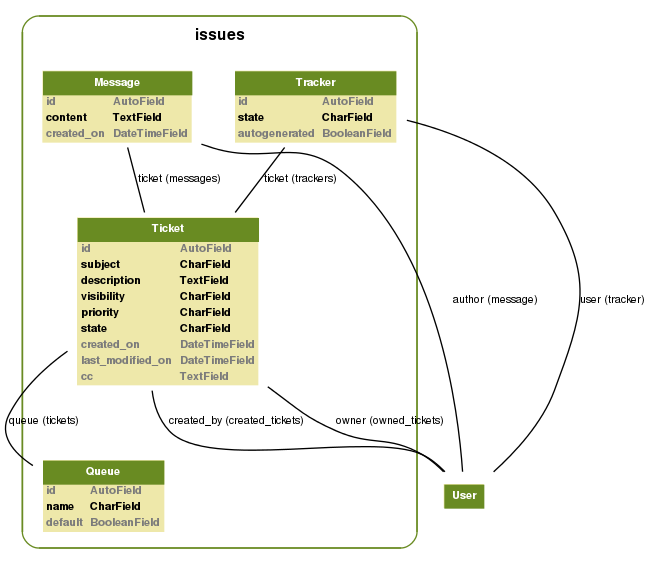 issues
Message
id AutoField
content TextField
created_on DateTimeField
Tracker
id AutoField
state CharField
autogenerated BooleanField
ticket (messages)
ticket (trackers)
Ticket
id AutoField
subject CharField
description TextField
visibility CharField
priority CharField
state CharField
created_on DateTimeField
last_modified_on DateTimeField
cc TextField
author (message)
user (tracker)
queue (tickets)
created_by (created_tickets)
owner (owned_tickets)
Queue
id AutoField
name CharField
default BooleanField
User